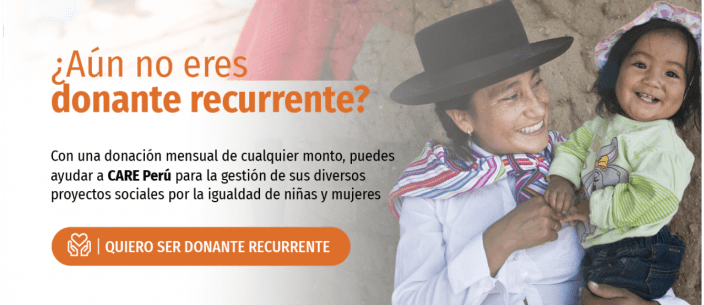 ¿Aún no eres
donante recurrente?
Con una donación mensual de cualquier monto, puedes
ayudar a CARE Perú para la gestión de sus diversos
proyectos sociales por la igualdad de niñas y mujeres
| QUIERO SER DONANTE RECURRENTE